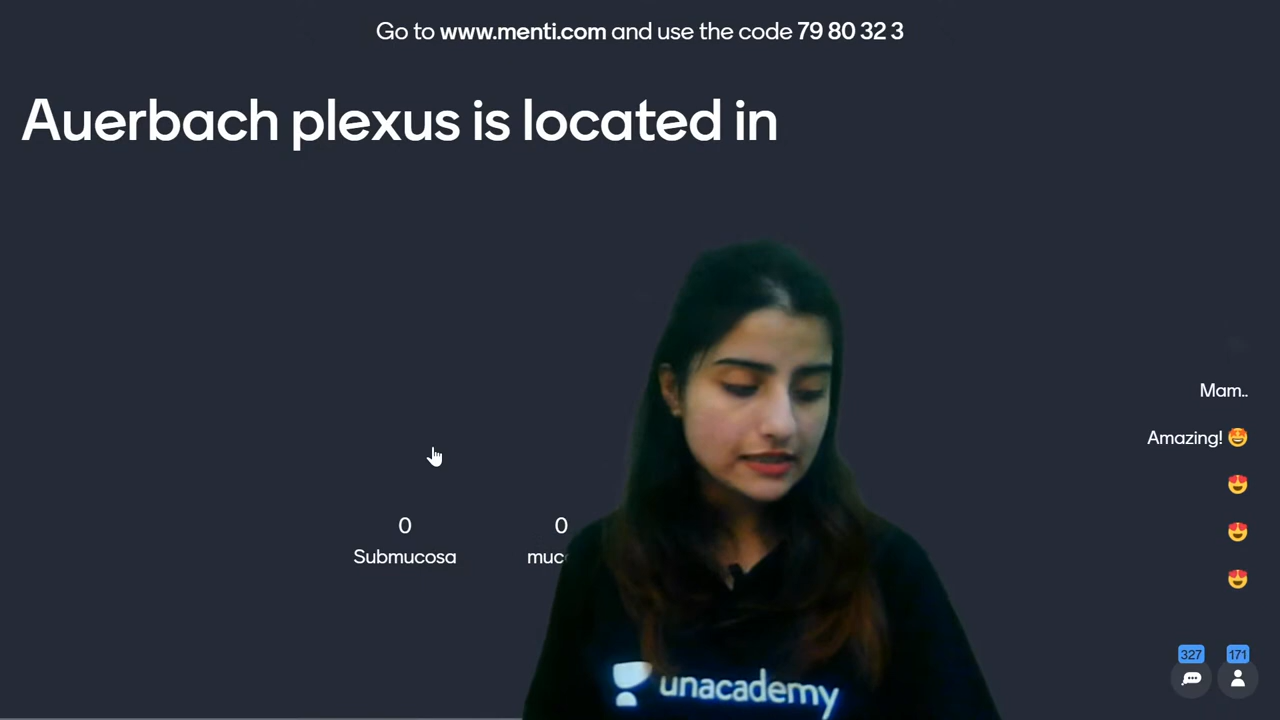 Go to www.menti.com and use the code 79 80 32 3
Auerbach plexus is located in
Mam..
Amazing! 🤩
😍
😍
😍
0
Submucosa
0
muc
unacademy
327
171